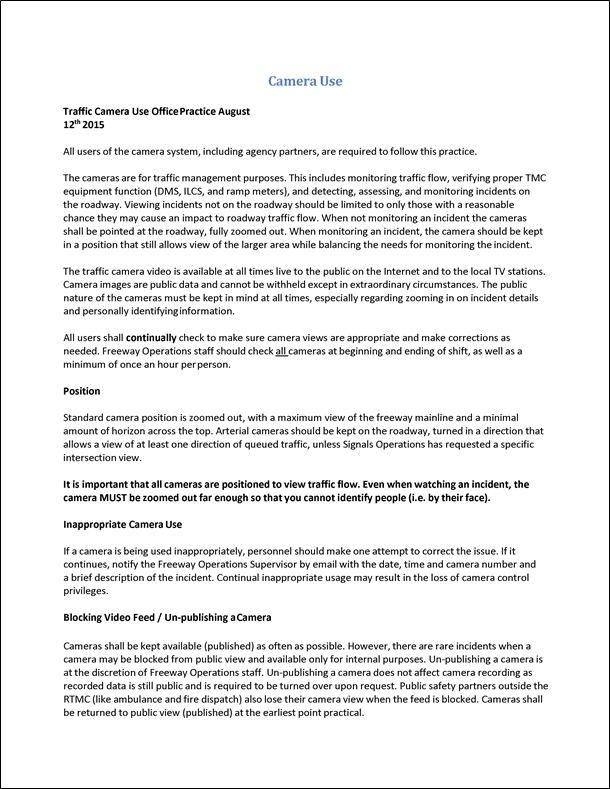 Camera Use
Traffic Camera Use Office Practice August
12th 2015
All users of the camera system, including agency partners, are required to follow this practice.
The cameras are for traffic management purposes. This includes monitoring traffic flow, verifying proper TMC
equipment function (DMS, ILCS, and ramp meters), and detecting, assessing, and monitoring incidents on
the roadway. Viewing incidents not on the roadway should be limited to only those with a reasonable
chance they may cause an impact to roadway traffic flow. When not monitoring an incident the cameras
shall be pointed at the roadway, fully zoomed out. When monitoring an incident, the camera should be kept
in a position that still allows view of the larger area while balancing the needs for monitoring the incident.
The traffic camera video is available at all times live to the public on the Internet and to the local TV stations.
Camera images are public data and cannot be withheld except in extraordinary circumstances. The public
nature of the cameras must be kept in mind at all times, especially regarding zooming in on incident details
and personally identifying information.
All users shall continually check to make sure camera views are appropriate and make corrections as
needed. Freeway Operations staff should check all cameras at beginning and ending of shift, as well as a
minimum of once an hour per person.
Position
Standard camera position is zoomed out, with a maximum view of the freeway mainline and a minimal
amount of horizon across the top. Arterial cameras should be kept on the roadway, turned in a direction that
allows a view of at least one direction of queued traffic, unless Signals Operations has requested a specific
intersection view.
It is important that all cameras are positioned to view traffic flow. Even when watching an incident, the
camera MUST be zoomed out far enough so that you cannot identify people (i.e. by their face).
Inappropriate Camera Use
If a camera is being used inappropriately, personnel should make one attempt to correct the issue. If it
continues, notify the Freeway Operations Supervisor by email with the date, time and camera number and
a brief description of the incident. Continual inappropriate usage may result in the loss of camera control
privileges.
Blocking Video Feed / Un-publishing a Camera
Cameras shall be kept available (published) as often as possible. However, there are rare incidents when a
camera may be blocked from public view and available only for internal purposes. Un-publishing a camera is
at the discretion of Freeway Operations staff. Un-publishing a camera does not affect camera recording as
recorded data is still public and is required to be turned over upon request. Public safety partners outside the
RTMC (like ambulance and fire dispatch) also lose their camera view when the feed is blocked. Cameras shall
be returned to public view (published) at the earliest point practical.